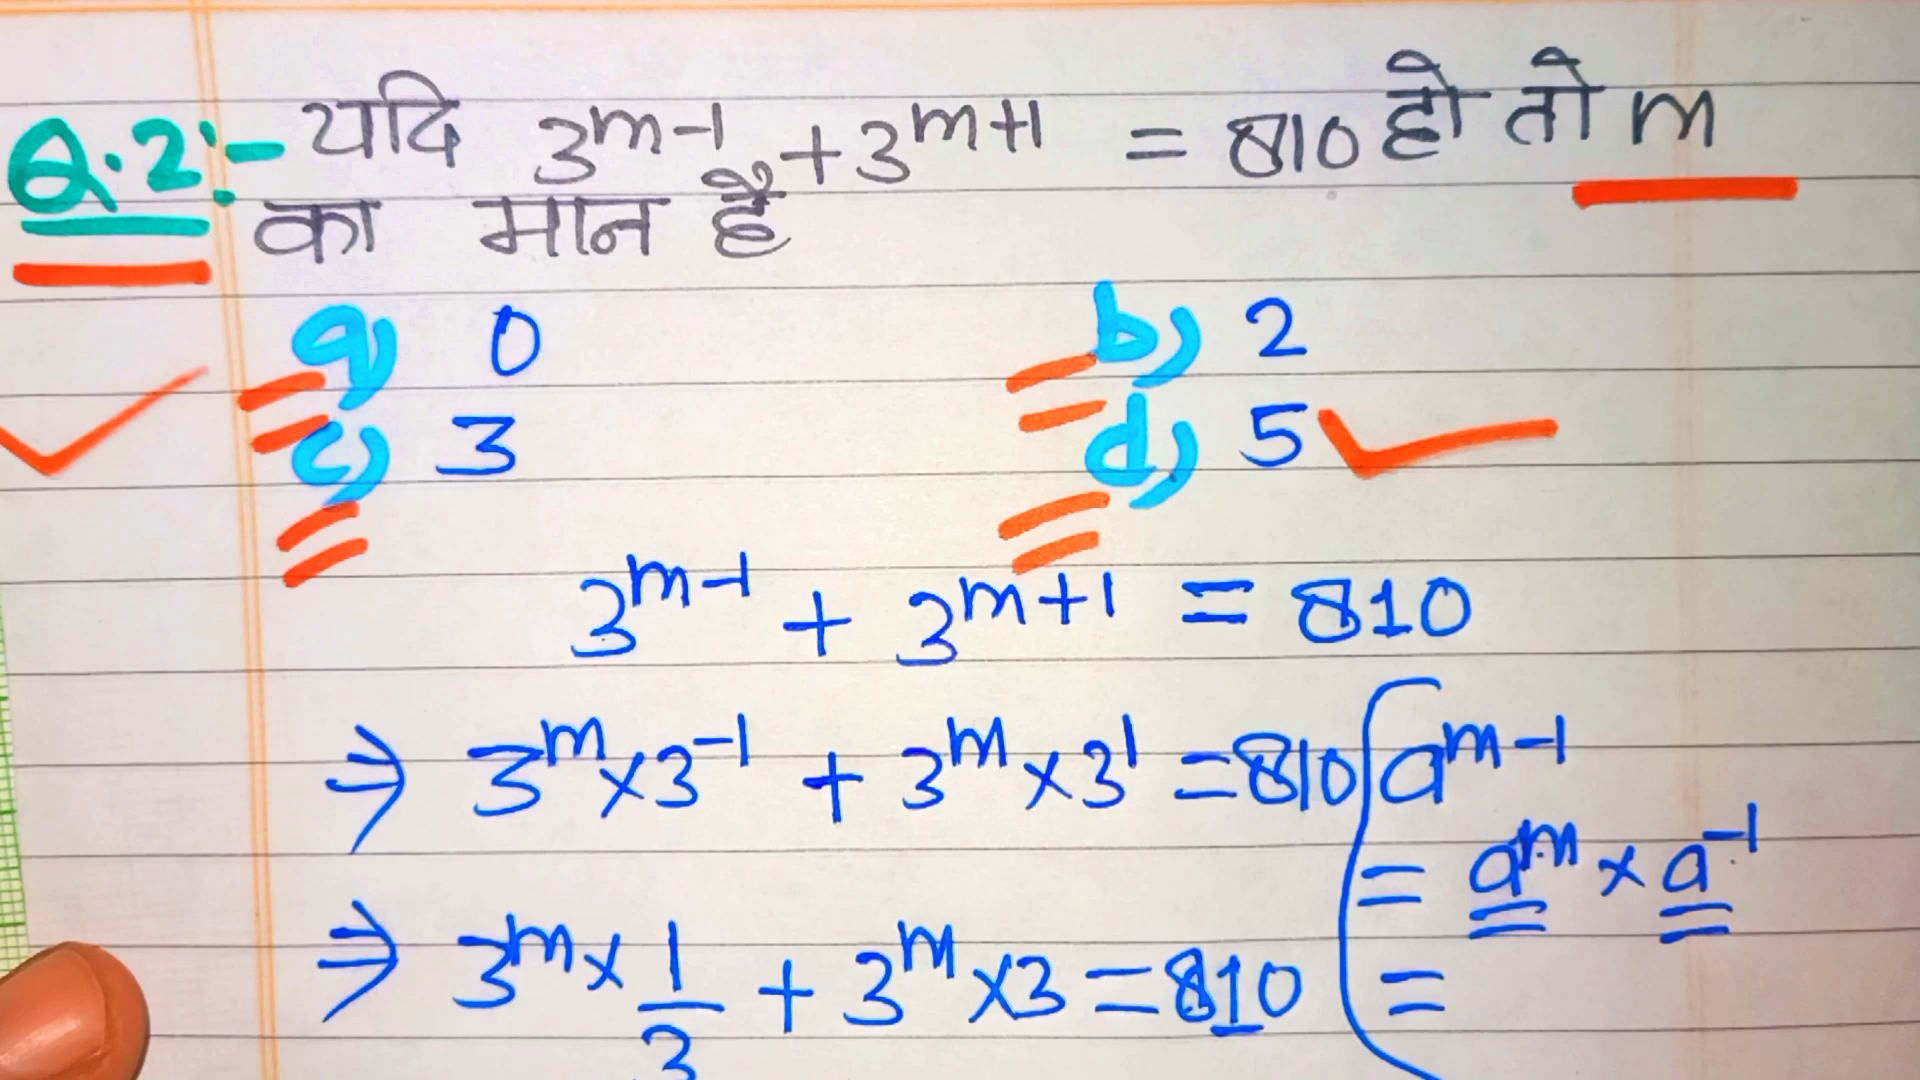 Q.2:- यदि 3^{m-1} + 3^{m+1} = 810 हो तो m
का मान है
a) 0 b) 2
c) 3 d) 5
3^{m-1} + 3^{m+1} = 810
⇒ 3^m × 3^{-1} + 3^m × 3^1 = 810
a^{m-1}
= a^m × a^{-1}
=
⇒ 3^m × 1/3 + 3^m × 3 = 810